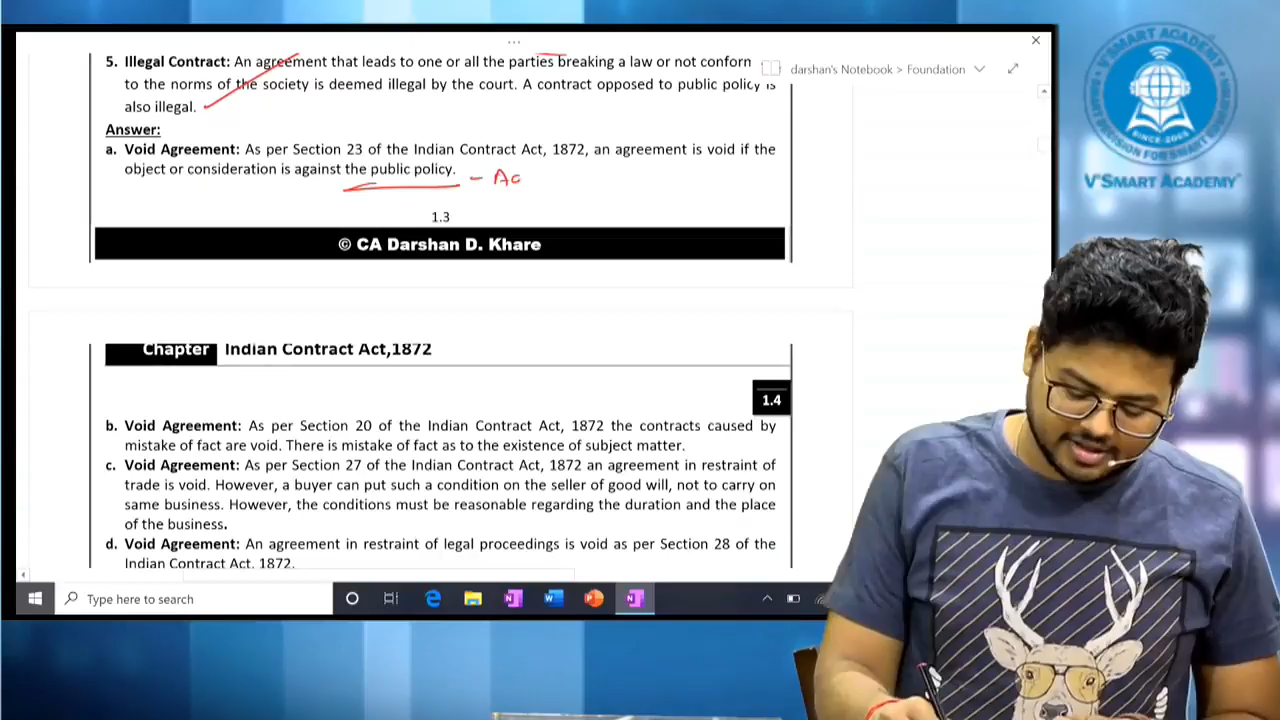 5. Illegal Contract: An agreement that leads to one or all the parties breaking a law or not conform
to the norms of the society is deemed illegal by the court. A contract opposed to public policy is
also illegal.
darshan's Notebook > Foundation
Answer:
a. Void Agreement: As per Section 23 of the Indian Contract Act, 1872, an agreement is void if the
object or consideration is against the public policy.
– Ac
1.3
© CA Darshan D. Khare
Chapter Indian Contract Act,1872
1.4
b. Void Agreement: As per Section 20 of the Indian Contract Act, 1872 the contracts caused by
mistake of fact are void. There is mistake of fact as to the existence of subject matter.
c. Void Agreement: As per Section 27 of the Indian Contract Act, 1872 an agreement in restraint of
trade is void. However, a buyer can put such a condition on the seller of good will, not to carry on
same business. However, the conditions must be reasonable regarding the duration and the place
of the business.
d. Void Agreement: An agreement in restraint of legal proceedings is void as per Section 28 of the
Indian Contract Act, 1872.
Type here to search
SINCE 2003
V'SMART ACADEMY